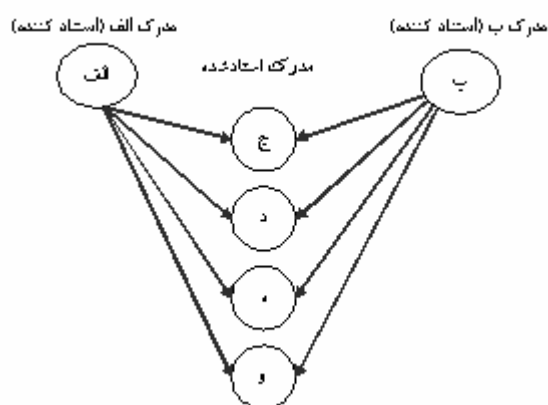 مدرک ب (استناد کننده)
مدرک الف (استناد کننده)
ب
الف
مدرک استنادشده
ج
د
و